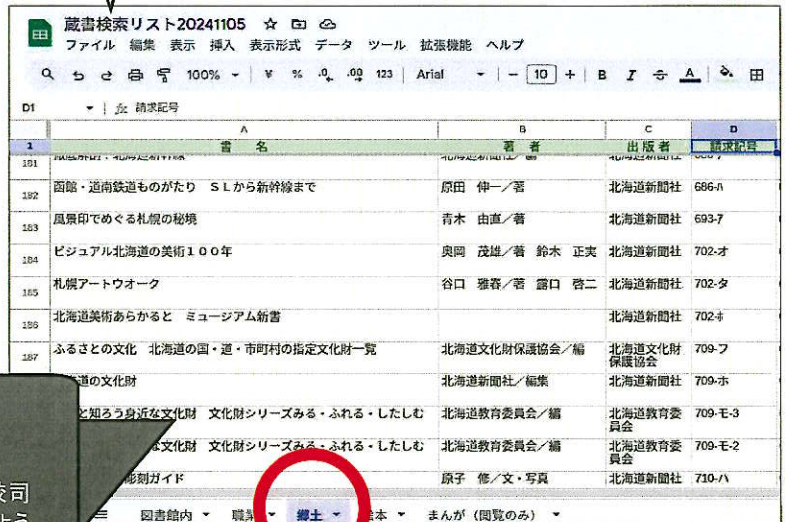 蔵書検索リスト20241105
ファイル 編集 表示 挿入 表示形式 データ ツール 拡張機能 ヘルプ
100% ¥ % .0 .00 123 Arial − 10 + B I A
D1 fx 請求記号
A B C D
1 書 名 著 者 出版者 請求記号
181
182 函館・道南鉄道ものがたり ＳＬから新幹線まで 原田 伸一／著 北海道新聞社 686-ハ
183 風景印でめぐる札幌の秘境 青木 由直／著 北海道新聞社 693-ｱ
184 ビジュアル北海道の美術１００年 奥岡 茂雄／著 鈴木 正実 北海道新聞社 702-オ
185 札幌アートウオーク 谷口 雅春／著 露口 啓二 北海道新聞社 702-タ
186 北海道美術あらかると ミュージアム新書 北海道新聞社 702-ﾎ
187 ふるさとの文化 北海道の国・道・市町村の指定文化財一覧 北海道文化財保護協会／編 北海道文化財 709-フ
保護協会
道の文化財 北海道新聞社／編集 北海道新聞社 709-ホ
と知ろう身近な文化財 文化財シリーズみる・ふれる・したしむ 北海道教育委員会／編 北海道教育委 709-モ-3
員会
な文化財 文化財シリーズみる・ふれる・したしむ 北海道教育委員会／編 北海道教育委 709-モ-2
員会
彫刻ガイド 原子 修／文・写真 北海道新聞社 710-ハ
図書館内 職業 郷土 絵本 まんが（閲覧のみ）